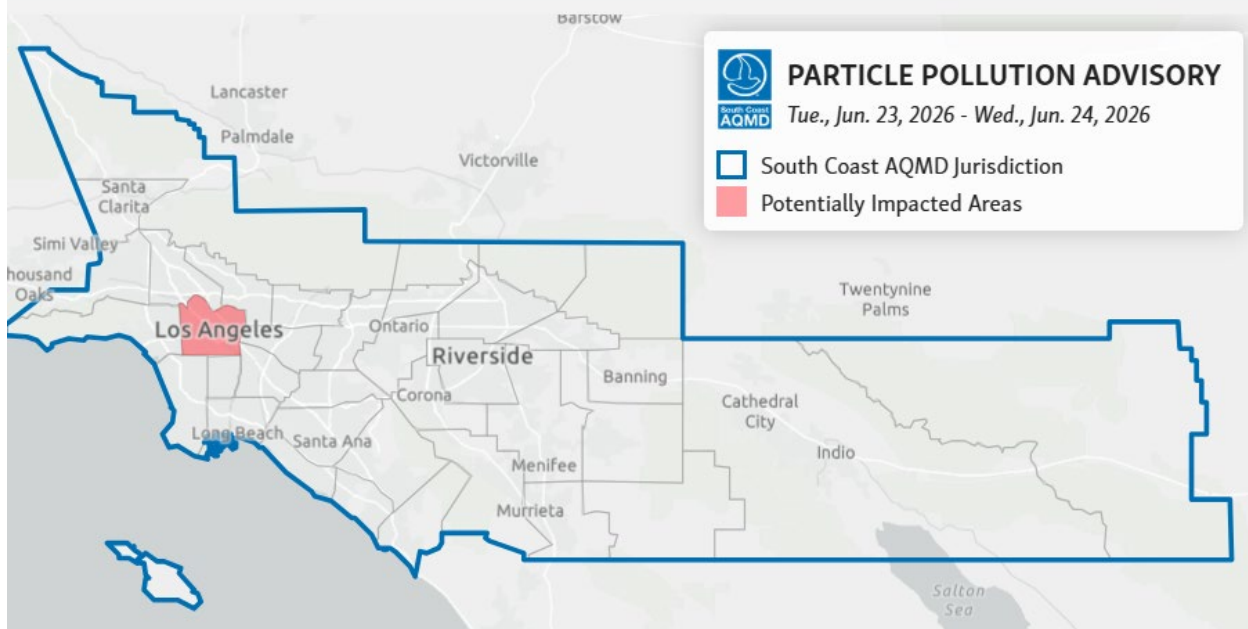 Barstow
PARTICLE POLLUTION ADVISORY
South Coast
AQMD
Tue., Jun. 23, 2026 - Wed., Jun. 24, 2026
South Coast AQMD Jurisdiction
Potentially Impacted Areas
Lancaster
Palmdale
Victorville
Santa
Clarita
Simi Valley
housand
Oaks
Twentynine
Palms
Los Angeles
Ontario
Riverside
Banning
Corona
Cathedral
City
Long Beach
Santa Ana
Indio
Menifee
Murrieta
Salton
Sea